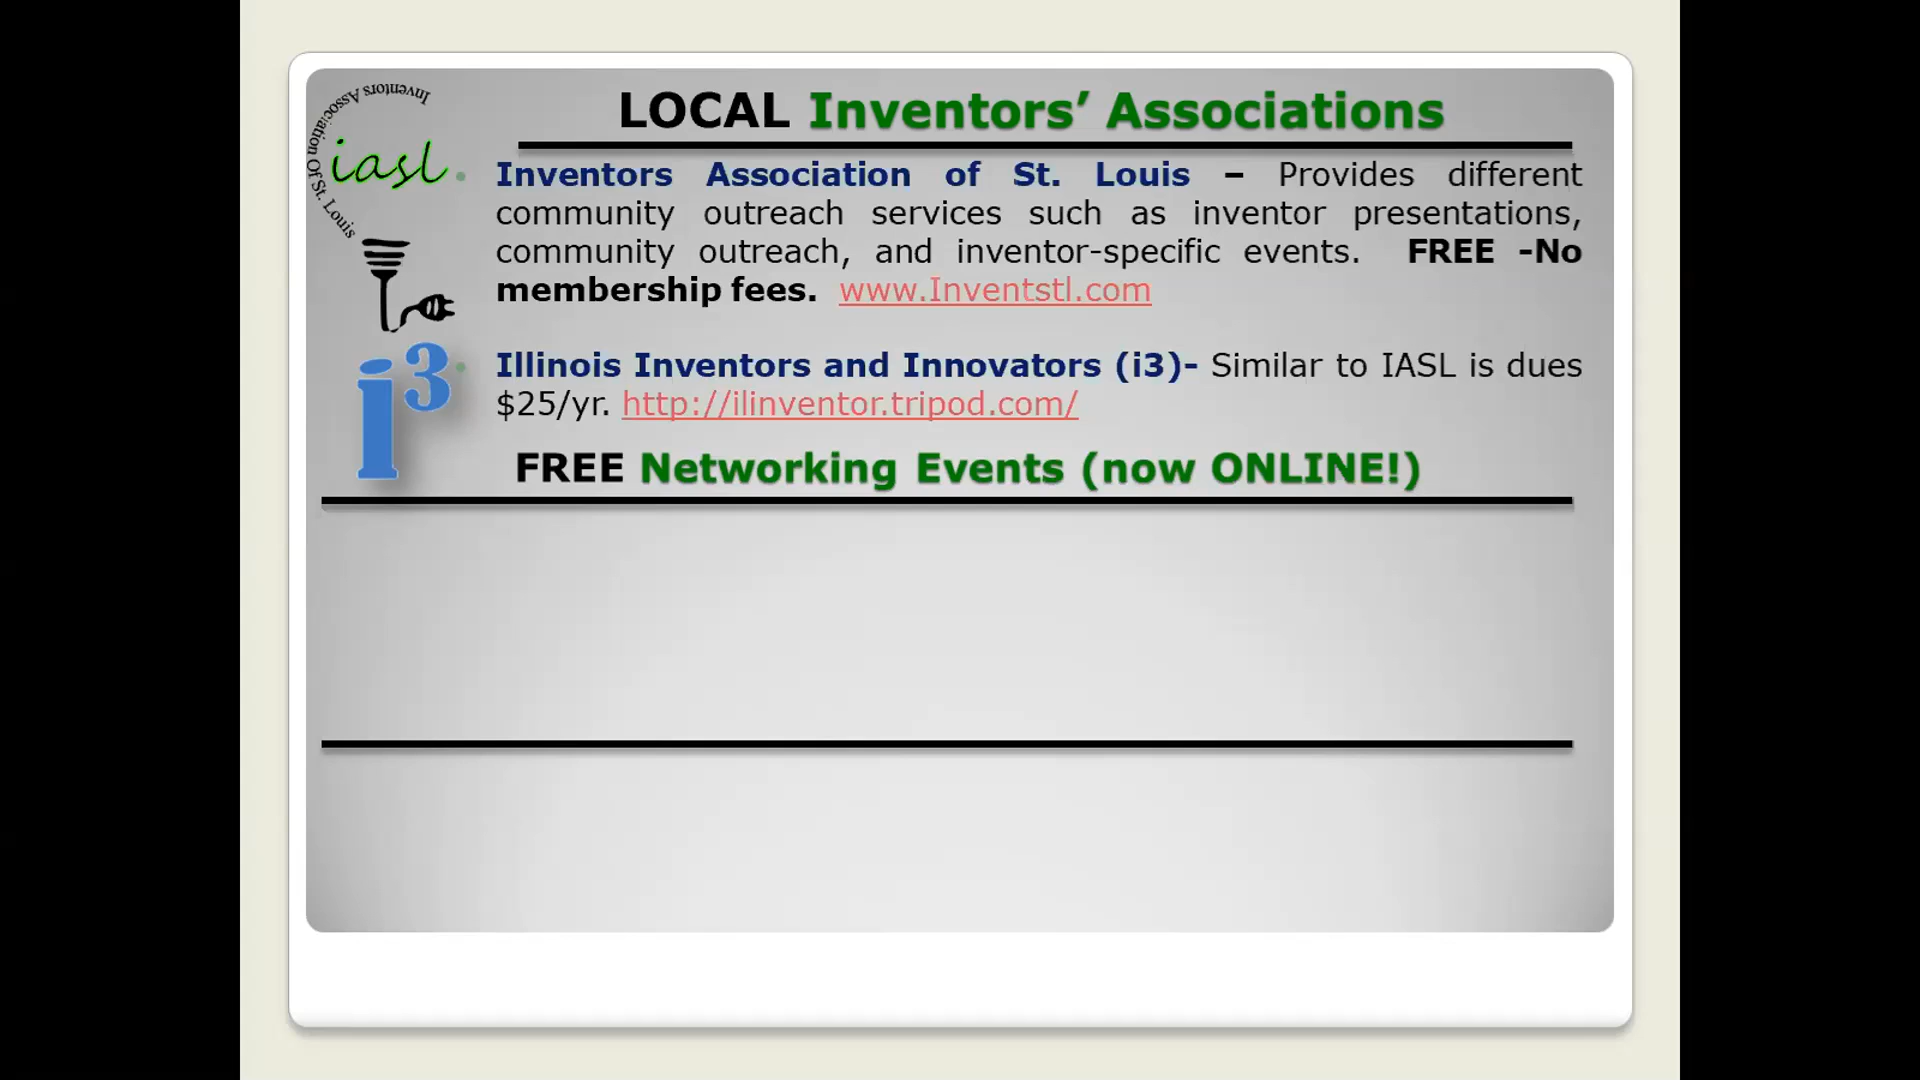 LOCAL Inventors’ Associations
Inventors Association Of St. Louis
iasl
Inventors Association of St. Louis – Provides different
community outreach services such as inventor presentations,
community outreach, and inventor-specific events. FREE -No
membership fees. www.Inventstl.com
i3
Illinois Inventors and Innovators (i3)- Similar to IASL is dues
$25/yr. http://ilinventor.tripod.com/
FREE Networking Events (now ONLINE!)